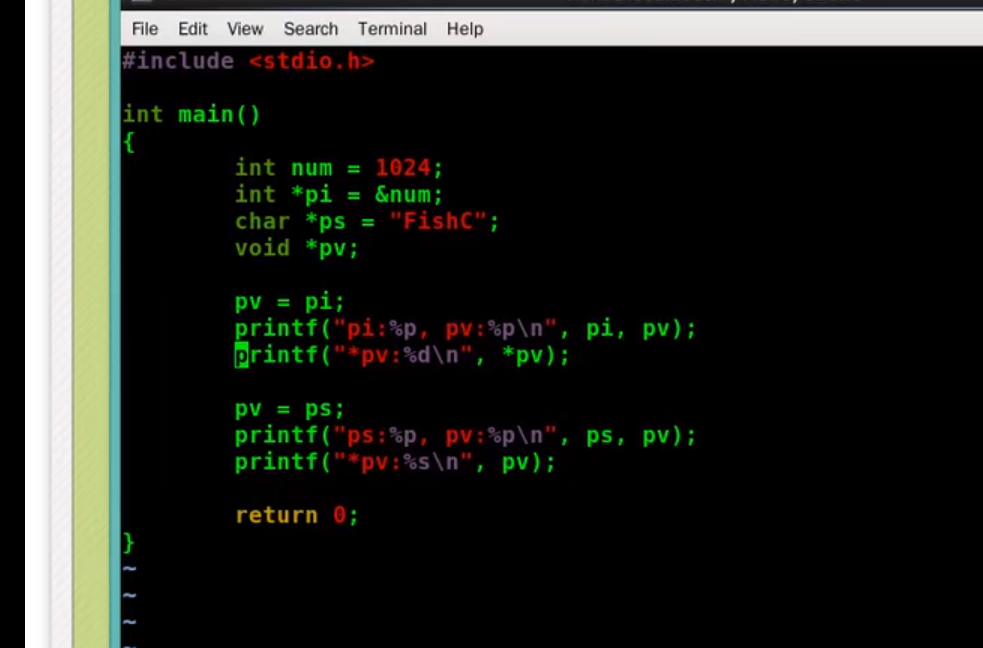 File Edit View Search Terminal Help
#include <stdio.h>
int main()
{
int num = 1024;
int *pi = &num;
char *ps = "FishC";
void *pv;
pv = pi;
printf("pi:%p, pv:%p\n", pi, pv);
printf("*pv:%d\n", *pv);
pv = ps;
printf("ps:%p, pv:%p\n", ps, pv);
printf("*pv:%s\n", pv);
return 0;
}
~
~
~
~